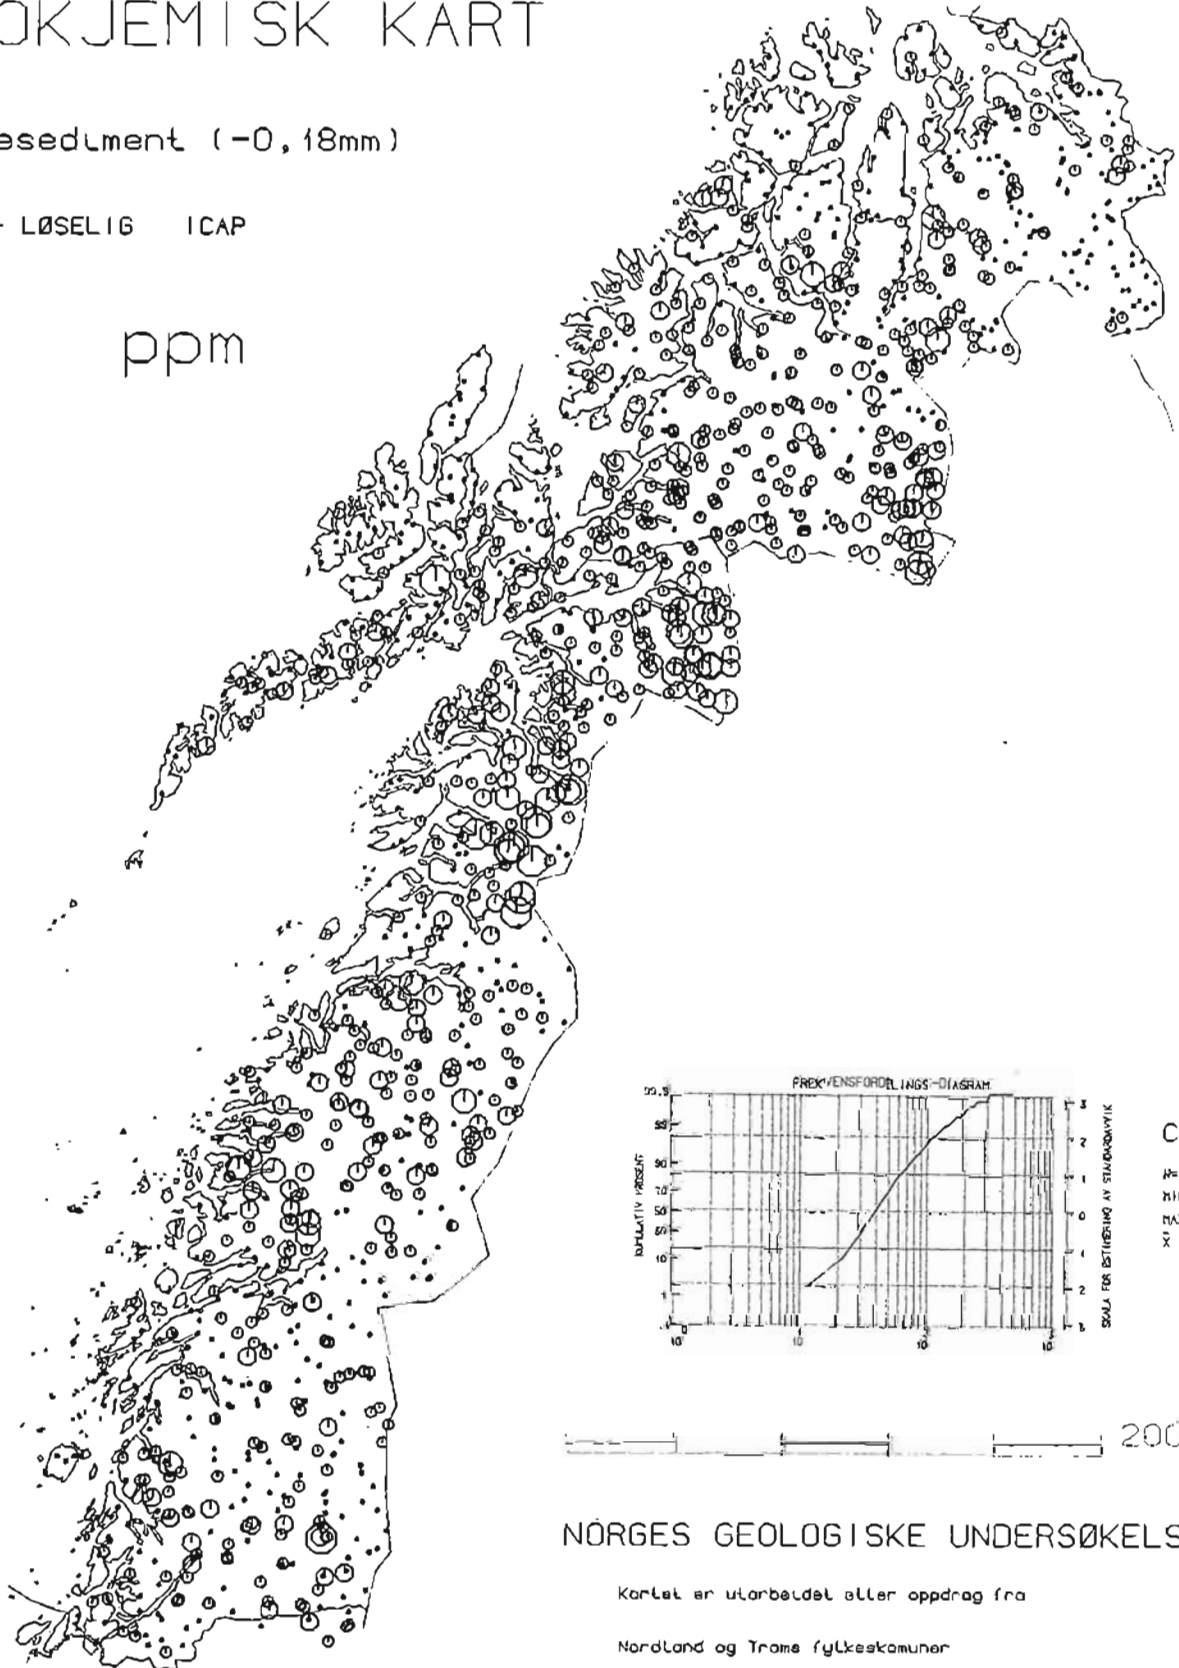 OKJEMISK KART
esediment (-0,18mm)
- LØSELIG ICAP
ppm
FREKVENSFORDELINGS-DIAGRAM
KUMULATIV PROSENT
SKALA FOR ESTIMERING AV STANDARDAVVIK
200
NORGES GEOLOGISKE UNDERSØKELS
Kartet er utarbeidet etter oppdrag fra
Nordland og Troms fylkeskomuner